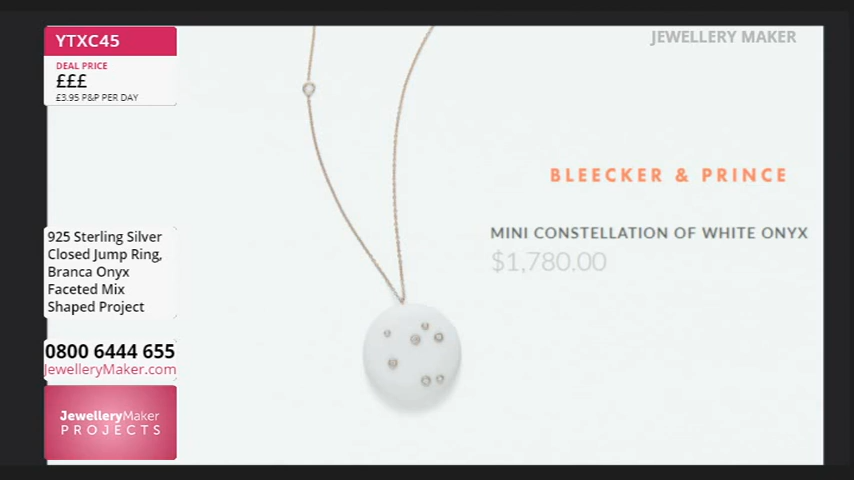 YTXC45
DEAL PRICE
£££
£3.95 P&P PER DAY
JEWELLERY MAKER
BLEECKER & PRINCE
MINI CONSTELLATION OF WHITE ONYX
$1,780.00
925 Sterling Silver
Closed Jump Ring,
Branca Onyx
Faceted Mix
Shaped Project
0800 6444 655
JewelleryMaker.com
JewelleryMaker
PROJECTS